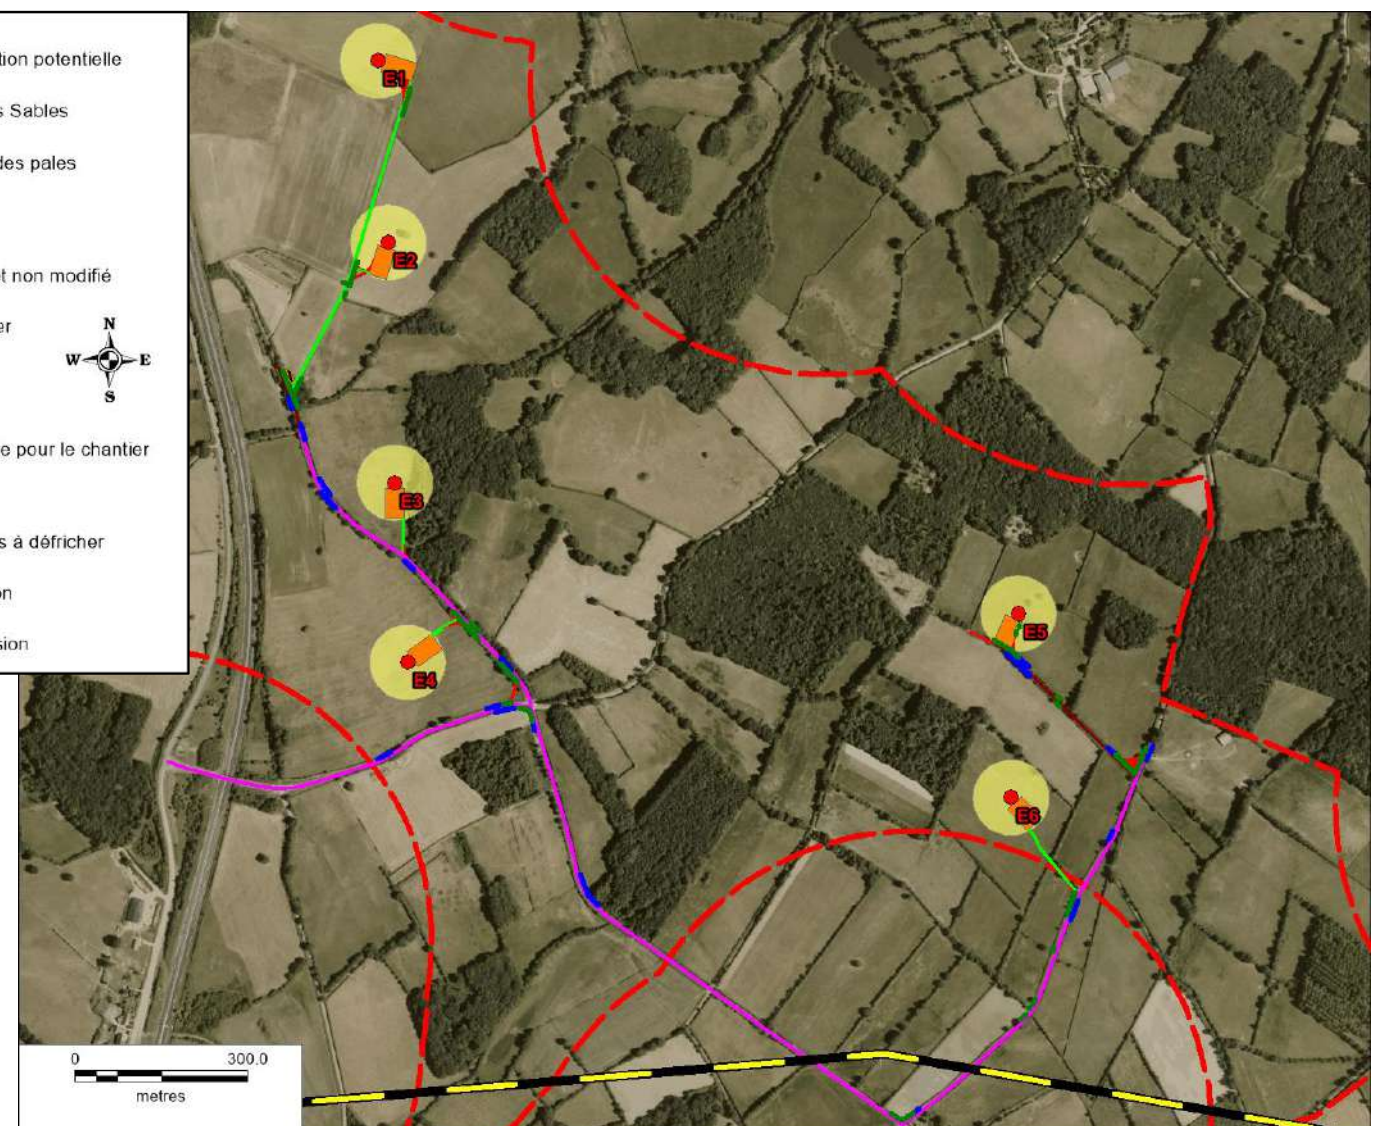 tion potentielle
s Sables
des pales
et non modifié
er
N
W E
S
e pour le chantier
s à défricher
on
sion
E1
E2
E3
E4
E5
E6
0 300.0
metres